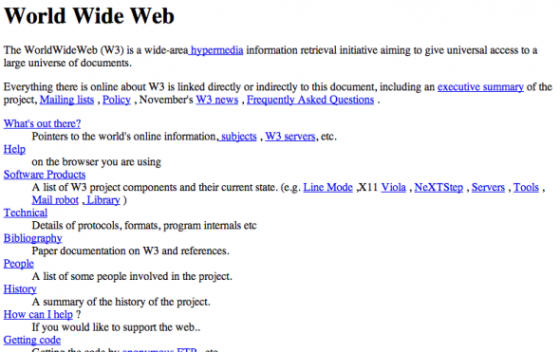 World Wide Web
The WorldWideWeb (W3) is a wide-area hypermedia information retrieval initiative aiming to give universal access to a
large universe of documents.
Everything there is online about W3 is linked directly or indirectly to this document, including an executive summary of the
project, Mailing lists , Policy , November's W3 news , Frequently Asked Questions .
What's out there?
Pointers to the world's online information, subjects , W3 servers, etc.
Help
on the browser you are using
Software Products
A list of W3 project components and their current state. (e.g. Line Mode ,X11 Viola , NeXTStep , Servers , Tools ,
Mail robot , Library )
Technical
Details of protocols, formats, program internals etc
Bibliography
Paper documentation on W3 and references.
People
A list of some people involved in the project.
History
A summary of the history of the project.
How can I help ?
If you would like to support the web..
Getting code
Getting the code by anonymous FTP , etc.